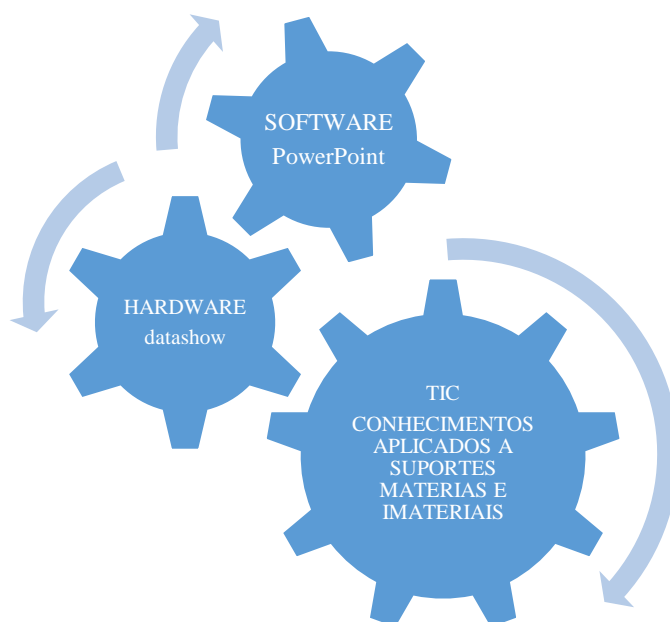 SOFTWARE
PowerPoint
HARDWARE
datashow
TIC
CONHECIMENTOS
APLICADOS A
SUPORTES
MATERIAS E
IMATERIAIS